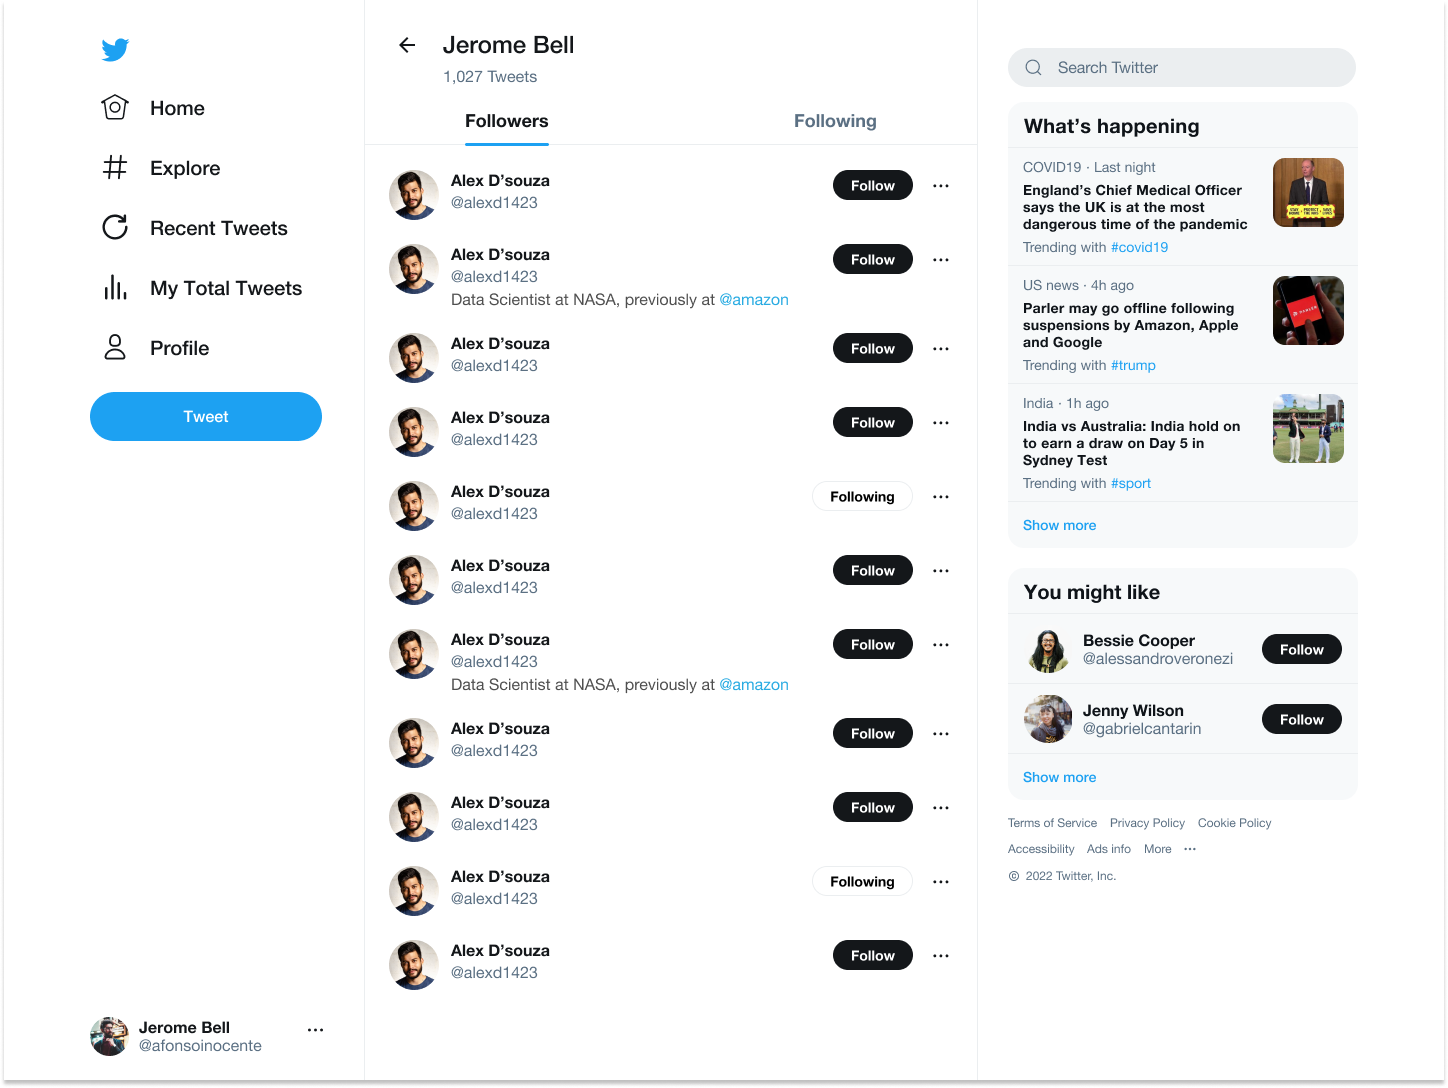 Home
Explore
Recent Tweets
My Total Tweets
Profile
Tweet
Jerome Bell
@afonsoinocente
Jerome Bell
1,027 Tweets
Followers
Following
Alex D’souza
@alexd1423
Follow
Alex D’souza
@alexd1423
Data Scientist at NASA, previously at @amazon
Follow
Alex D’souza
@alexd1423
Follow
Alex D’souza
@alexd1423
Follow
Alex D’souza
@alexd1423
Following
Alex D’souza
@alexd1423
Follow
Alex D’souza
@alexd1423
Data Scientist at NASA, previously at @amazon
Follow
Alex D’souza
@alexd1423
Follow
Alex D’souza
@alexd1423
Follow
Alex D’souza
@alexd1423
Following
Alex D’souza
@alexd1423
Follow
Search Twitter
What’s happening
COVID19 · Last night
England’s Chief Medical Officer
says the UK is at the most
dangerous time of the pandemic
Trending with #covid19
US news · 4h ago
Parler may go offline following
suspensions by Amazon, Apple
and Google
Trending with #trump
India · 1h ago
India vs Australia: India hold on
to earn a draw on Day 5 in
Sydney Test
Trending with #sport
Show more
You might like
Bessie Cooper
@alessandroveronezi
Follow
Jenny Wilson
@gabrielcantarin
Follow
Show more
Terms of Service Privacy Policy Cookie Policy
Accessibility Ads info More ···
© 2022 Twitter, Inc.